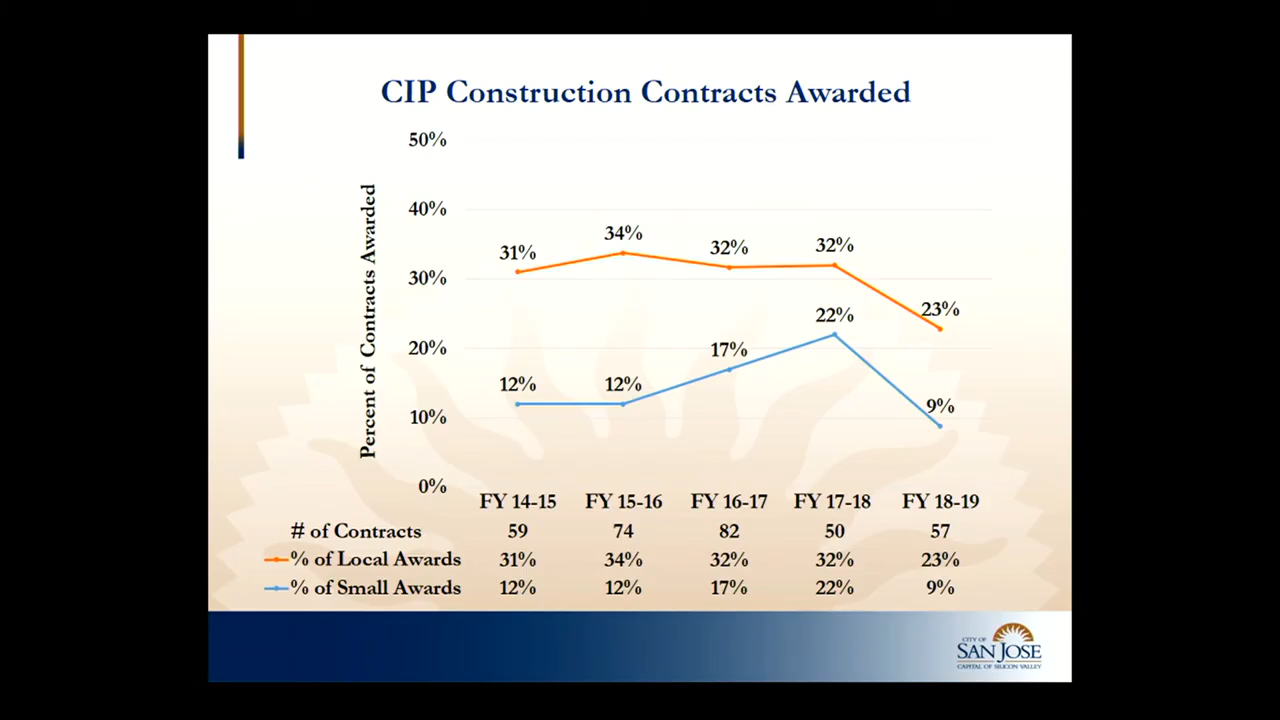 CIP Construction Contracts Awarded
Percent of Contracts Awarded
50%
40%
30%
20%
10%
0%
31%
34%
32%
32%
23%
12%
12%
17%
22%
9%
FY 14-15 FY 15-16 FY 16-17 FY 17-18 FY 18-19
# of Contracts 59 74 82 50 57
% of Local Awards 31% 34% 32% 32% 23%
% of Small Awards 12% 12% 17% 22% 9%
CITY OF
SAN JOSE
CAPITAL OF SILICON VALLEY